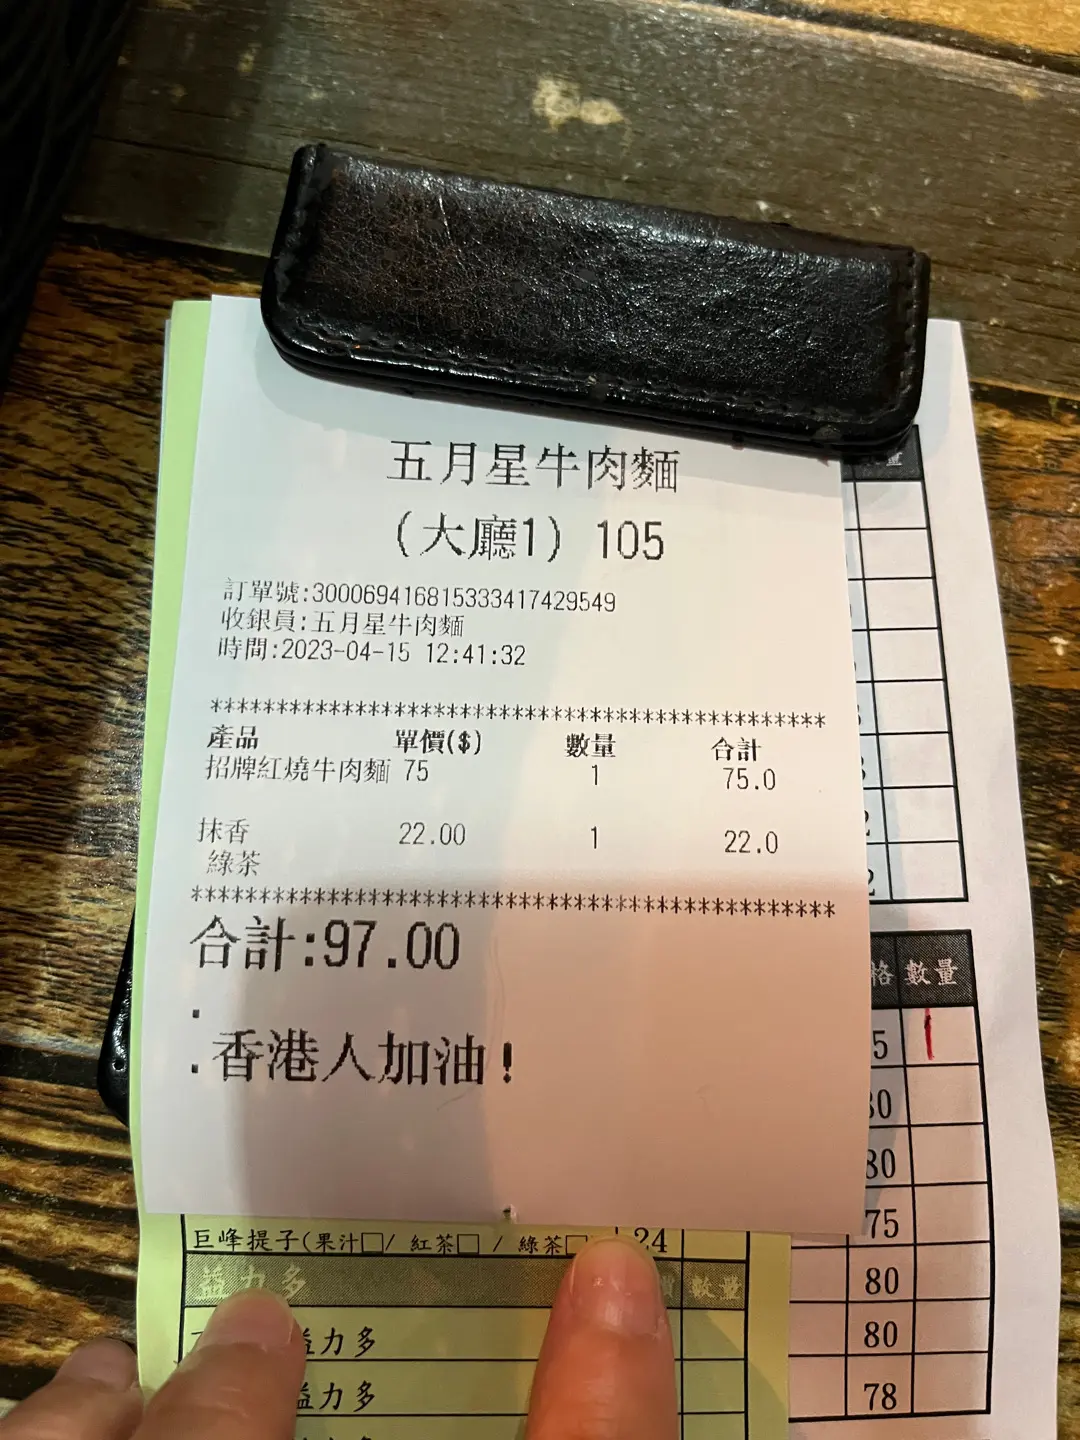 五月星牛肉麵
(大廳1) 105
訂單號:3000694168153333417429549
收銀員:五月星牛肉麵
時間:2023-04-15 12:41:32
************************************************
產品 單價($) 數量 合計
招牌紅燒牛肉麵 75 1 75.0
抹香 22.00 1 22.0
綠茶
************************************************
合計:97.00
.
.香港人加油!
量
格 數量
5
80
80
75
80
80
78
巨峰提子(果汁□/ 紅茶□ / 綠茶□ 24
益力多 數量
益力多
益力多